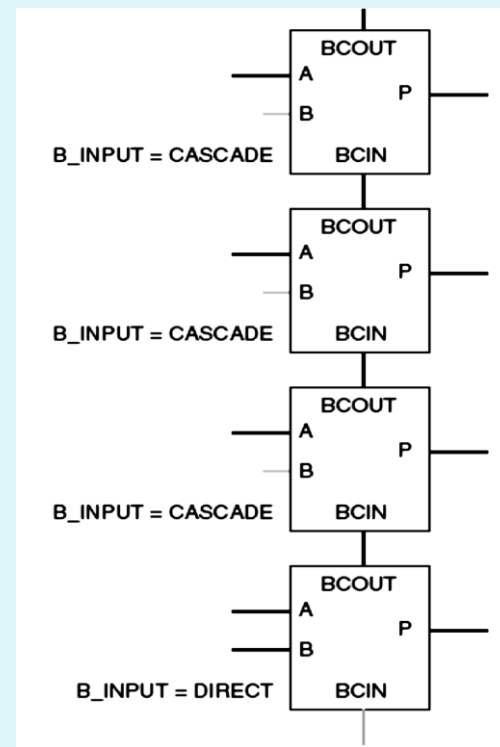 BCOUT
A
P
B
B_INPUT = CASCADE
BCIN
BCOUT
A
P
B
B_INPUT = CASCADE
BCIN
BCOUT
A
P
B
B_INPUT = CASCADE
BCIN
BCOUT
A
P
B
B_INPUT = DIRECT
BCIN